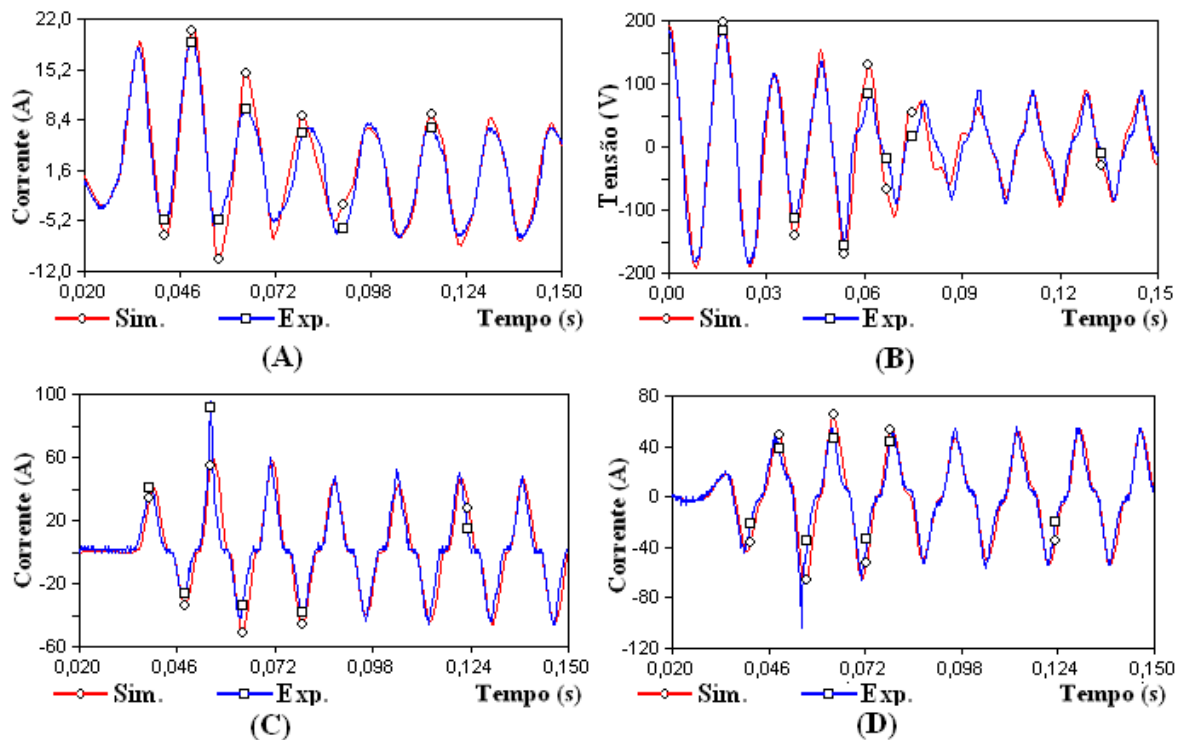 Corrente (A)
22,0
15,2
8,4
1,6
-5,2
-12,0
0,020 0,046 0,072 0,098 0,124 0,150
Sim. Exp. Tempo (s)
(A)
Tensão (V)
200
100
0
-100
-200
0,00 0,03 0,06 0,09 0,12 0,15
Sim. Exp. Tempo (s)
(B)
Corrente (A)
100
60
20
-20
-60
0,020 0,046 0,072 0,098 0,124 0,150
Sim. Exp. Tempo (s)
(C)
Corrente (A)
80
40
0
-40
-80
-120
0,020 0,046 0,072 0,098 0,124 0,150
Sim. Exp. Tempo (s)
(D)